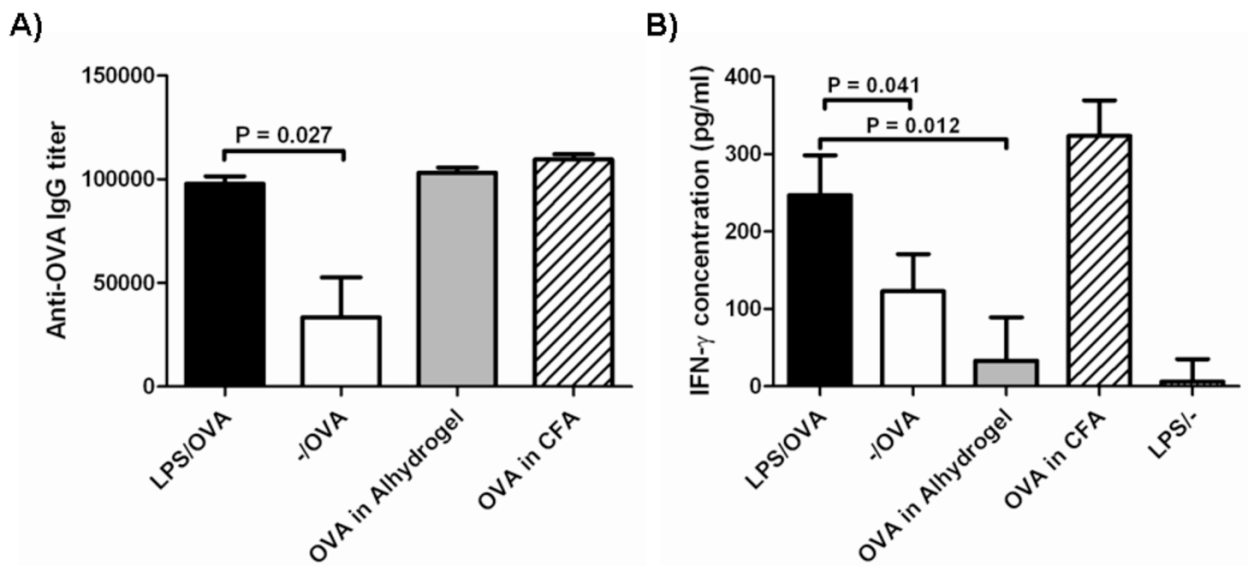 A)
Anti-OVA IgG titer
150000
100000
50000
0
P = 0.027
LPS/OVA
-/OVA
OVA in Alhydrogel
OVA in CFA
B)
IFN-γ concentration (pg/ml)
400
300
200
100
0
P = 0.041
P = 0.012
LPS/OVA
-/OVA
OVA in Alhydrogel
OVA in CFA
LPS/-